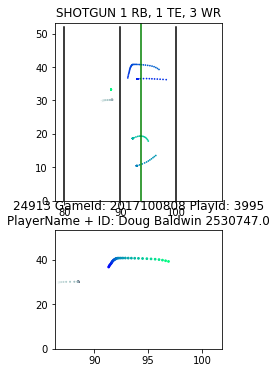 SHOTGUN 1 RB, 1 TE, 3 WR
50
40
30
20
10
0
80 90 100
24913 GameId: 2017100808 PlayId: 3995
PlayerName + ID: Doug Baldwin 2530747.0
40
20
0
90 95 100